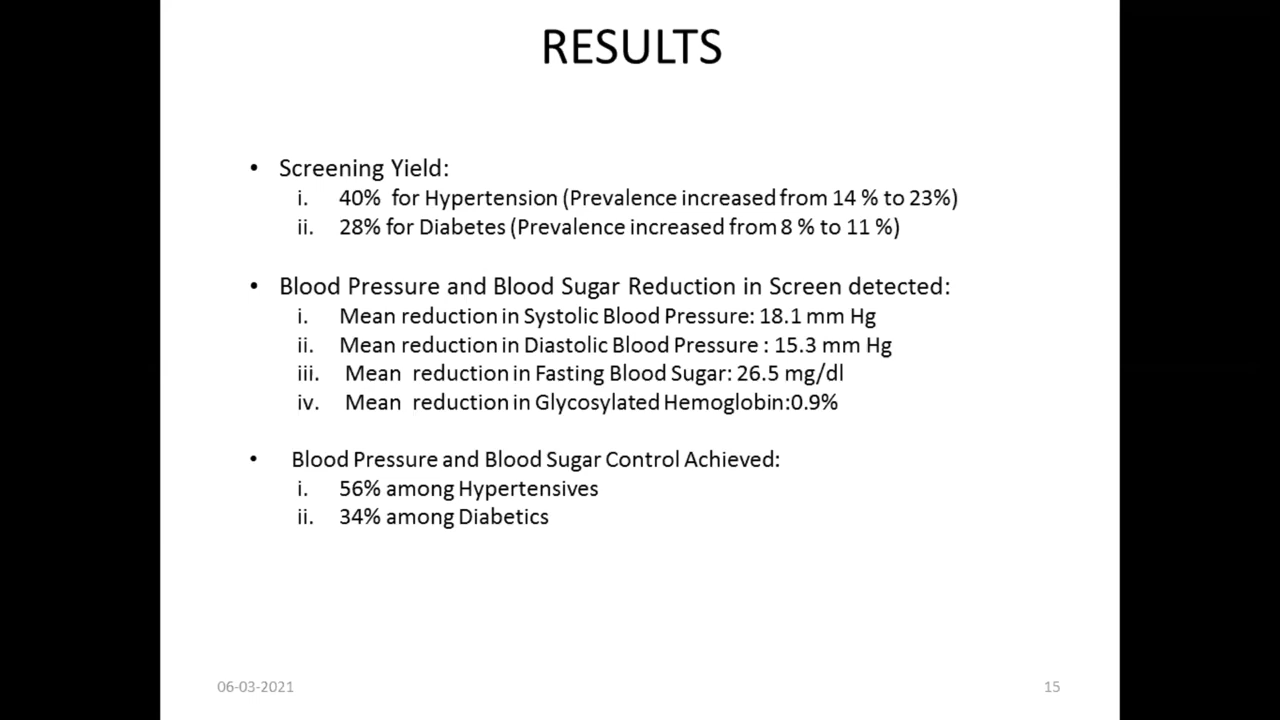 RESULTS
• Screening Yield:
i. 40% for Hypertension (Prevalence increased from 14 % to 23%)
ii. 28% for Diabetes (Prevalence increased from 8 % to 11 %)
• Blood Pressure and Blood Sugar Reduction in Screen detected:
i. Mean reduction in Systolic Blood Pressure: 18.1 mm Hg
ii. Mean reduction in Diastolic Blood Pressure : 15.3 mm Hg
iii. Mean reduction in Fasting Blood Sugar: 26.5 mg/dl
iv. Mean reduction in Glycosylated Hemoglobin:0.9%
• Blood Pressure and Blood Sugar Control Achieved:
i. 56% among Hypertensives
ii. 34% among Diabetics
06-03-2021
15